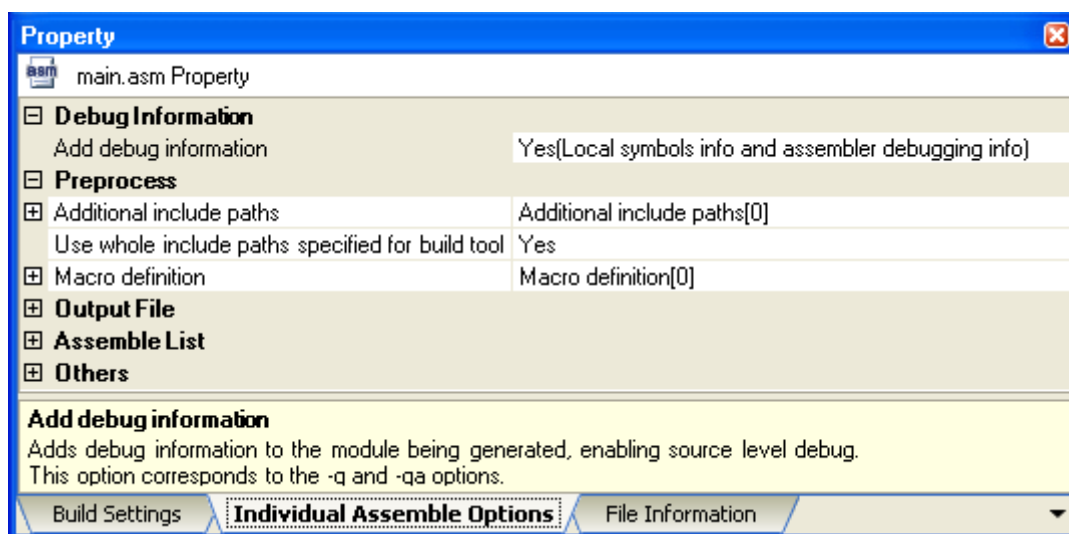 Property
asm main.asm Property
Debug Information
Add debug information Yes(Local symbols info and assembler debugging info)
Preprocess
Additional include paths Additional include paths[0]
Use whole include paths specified for build tool Yes
Macro definition Macro definition[0]
Output File
Assemble List
Others
Add debug information
Adds debug information to the module being generated, enabling source level debug.
This option corresponds to the -g and -ga options.
Build Settings Individual Assemble Options File Information